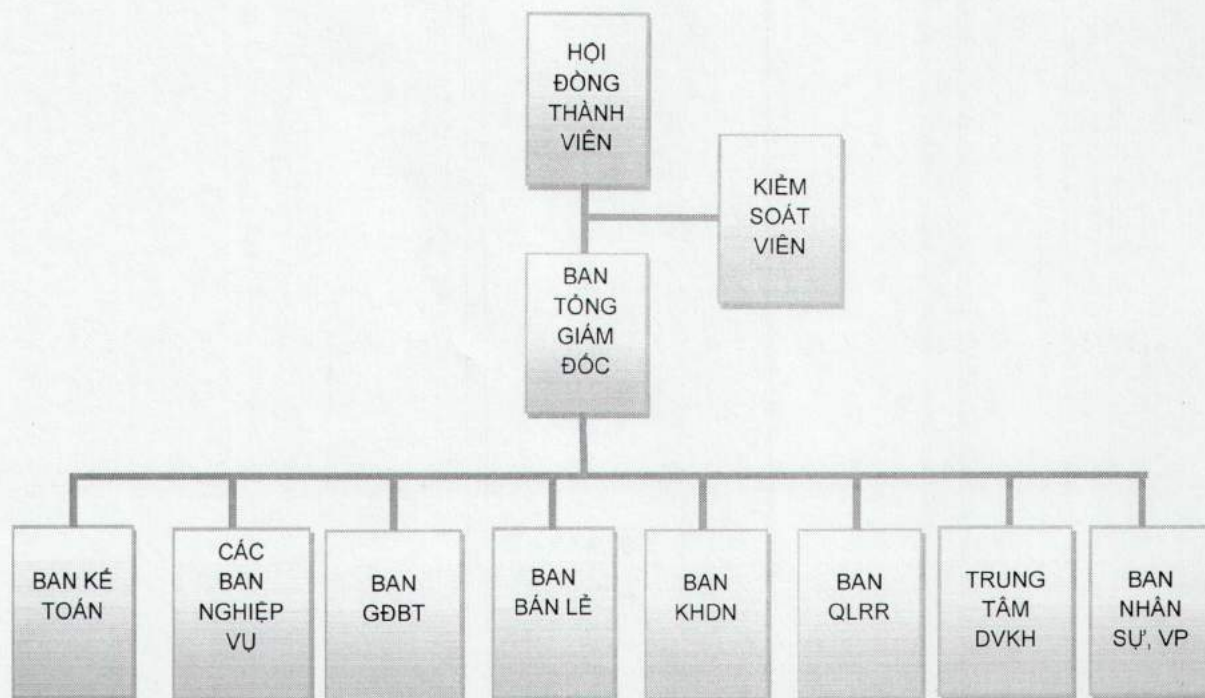 HỘI
ĐỒNG
THÀNH
VIÊN
KIỂM
SOÁT
VIÊN
BAN
TỔNG
GIÁM
ĐỐC
BAN KẾ
TOÁN
CÁC
BAN
NGHIỆP
VỤ
BAN
GĐBT
BAN
BÁN LẺ
BAN
KHDN
BAN
QLRR
TRUNG
TÂM
DVKH
BAN
NHÂN
SỰ, VP